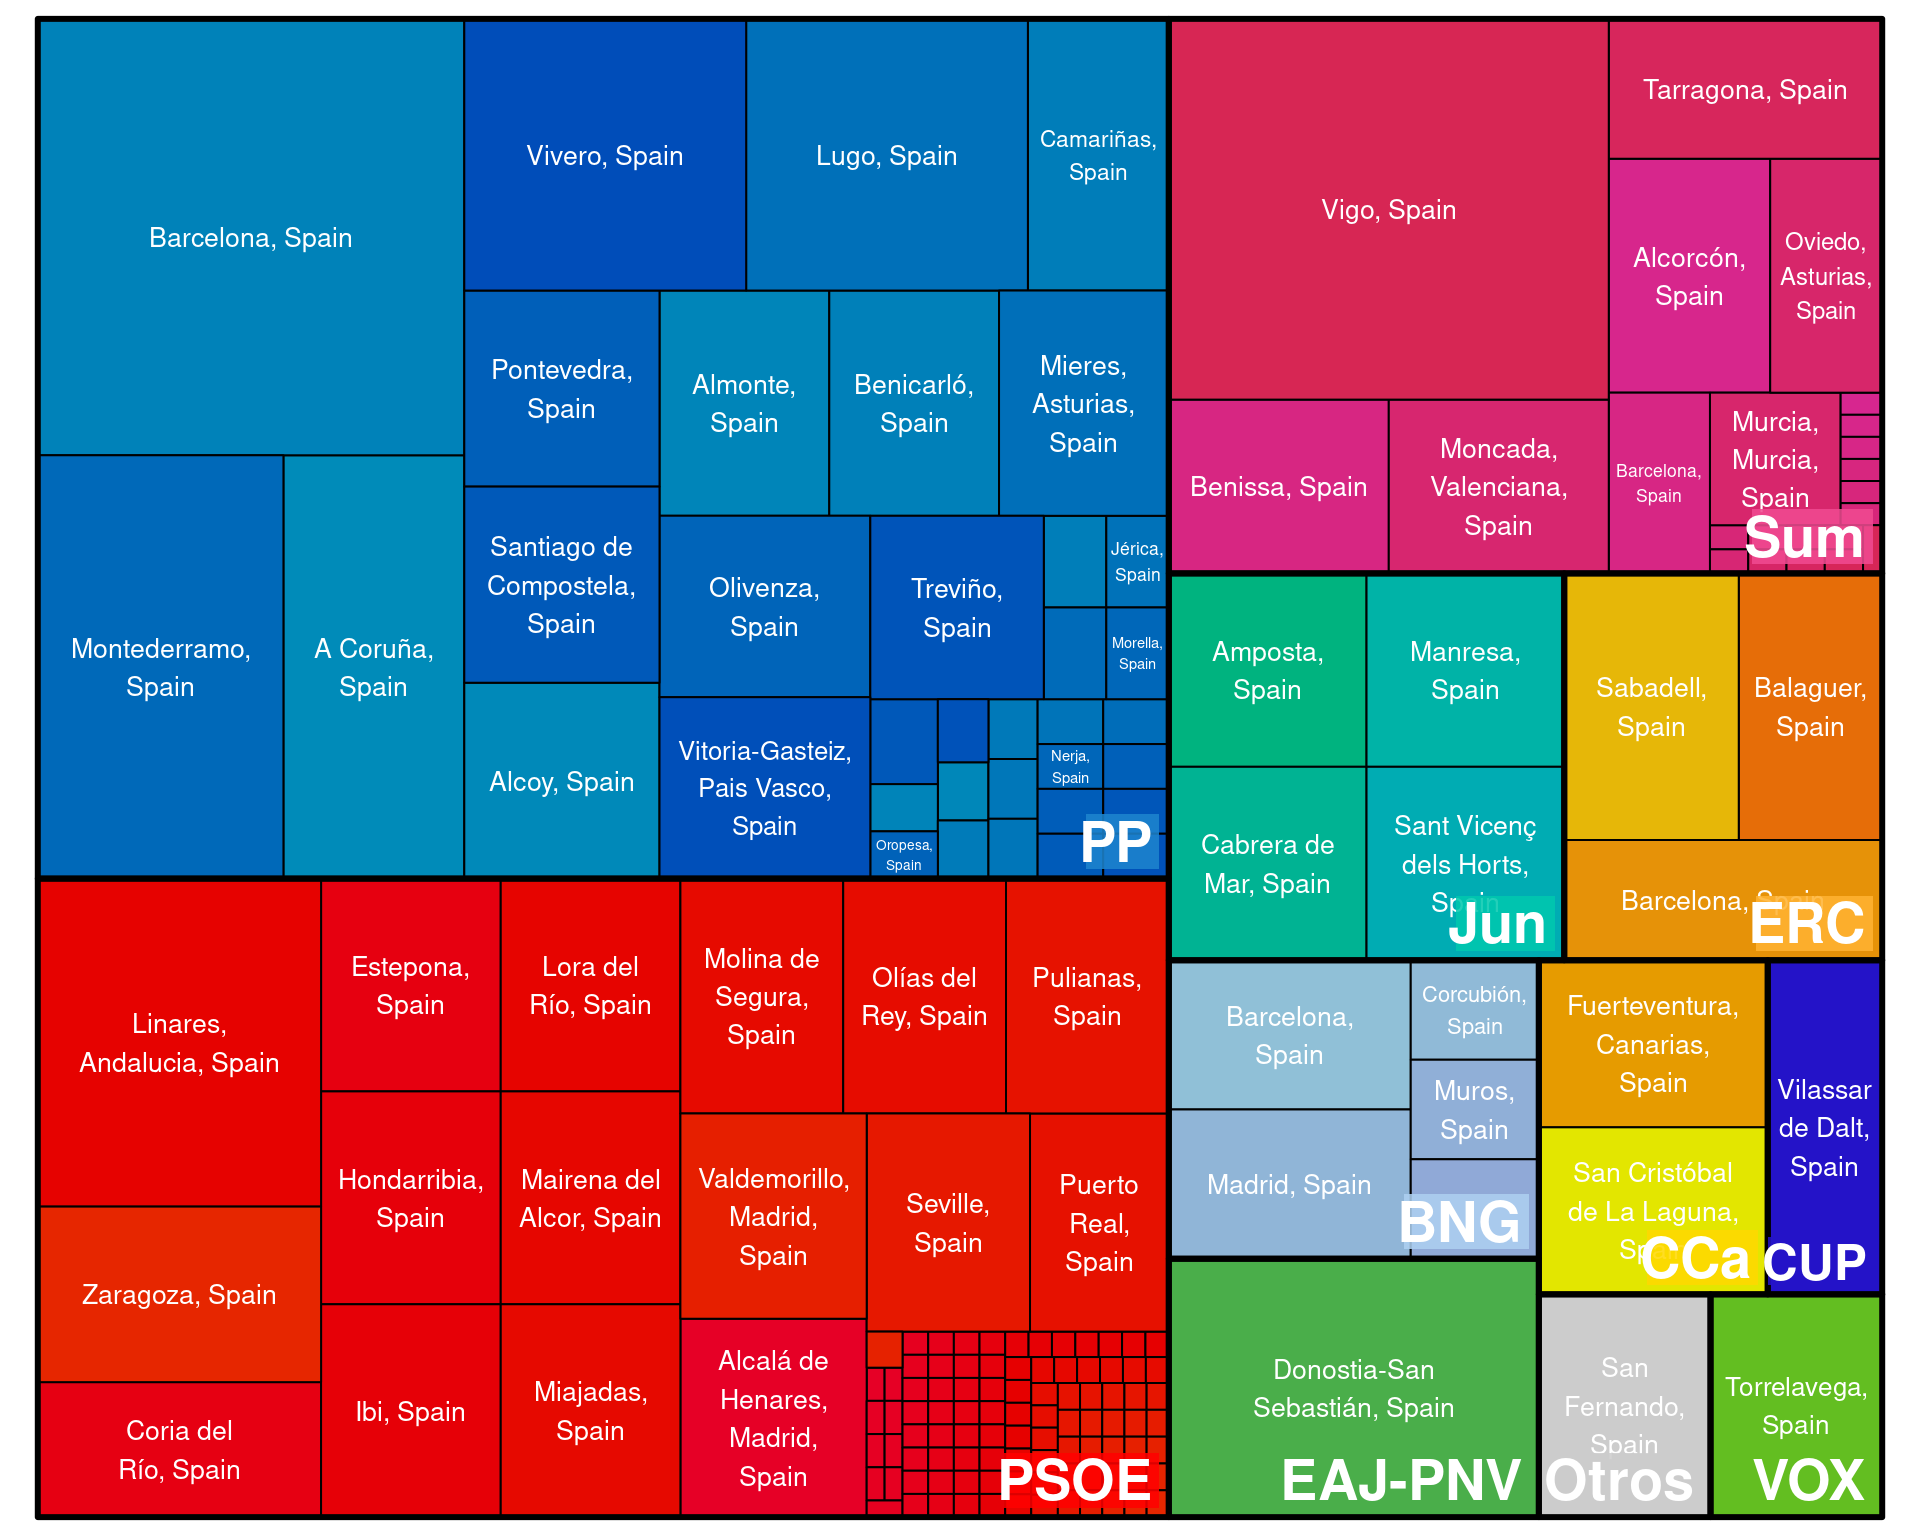 Barcelona, Spain
Vivero, Spain
Lugo, Spain
Camariñas,
Spain
Montederramo,
Spain
A Coruña,
Spain
Pontevedra,
Spain
Almonte,
Spain
Benicarló,
Spain
Mieres,
Asturias,
Spain
Santiago de
Compostela,
Spain
Olivenza,
Spain
Treviño,
Spain
Jérica,
Spain
Morella,
Spain
Alcoy, Spain
Vitoria-Gasteiz,
Pais Vasco,
Spain
Nerja,
Spain
Oropesa,
Spain
PP
Vigo, Spain
Tarragona, Spain
Alcorcón,
Spain
Oviedo,
Asturias,
Spain
Benissa, Spain
Moncada,
Valenciana,
Spain
Barcelona,
Spain
Murcia,
Murcia,
Spain
Sum
Amposta,
Spain
Manresa,
Spain
Cabrera de
Mar, Spain
Sant Vicenç
dels Horts,
Spain
Jun
Sabadell,
Spain
Balaguer,
Spain
Barcelona, Spain
ERC
Linares,
Andalucia, Spain
Estepona,
Spain
Lora del
Río, Spain
Molina de
Segura,
Spain
Olías del
Rey, Spain
Pulianas,
Spain
Zaragoza, Spain
Hondarribia,
Spain
Mairena del
Alcor, Spain
Valdemorillo,
Madrid,
Spain
Seville,
Spain
Puerto
Real,
Spain
Coria del
Río, Spain
Ibi, Spain
Miajadas,
Spain
Alcalá de
Henares,
Madrid,
Spain
PSOE
Barcelona,
Spain
Corcubión,
Spain
Muros,
Spain
Madrid, Spain
BNG
Fuerteventura,
Canarias,
Spain
San Cristóbal
de La Laguna,
Spain
CCa
Vilassar
de Dalt,
Spain
CUP
Donostia-San
Sebastián, Spain
EAJ-PNV
San
Fernando,
Spain
Otros
Torrelavega,
Spain
VOX